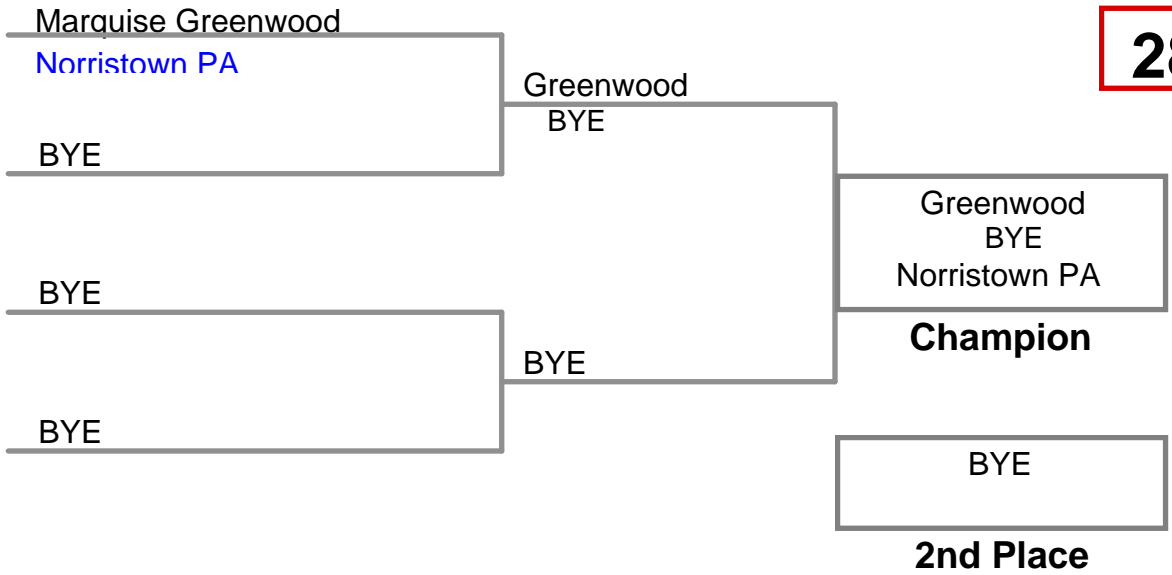 Marquise Greenwood
Norristown PA
BYE
BYE
BYE
Greenwood
BYE
BYE
Greenwood
BYE
Norristown PA
Champion
BYE
2nd Place